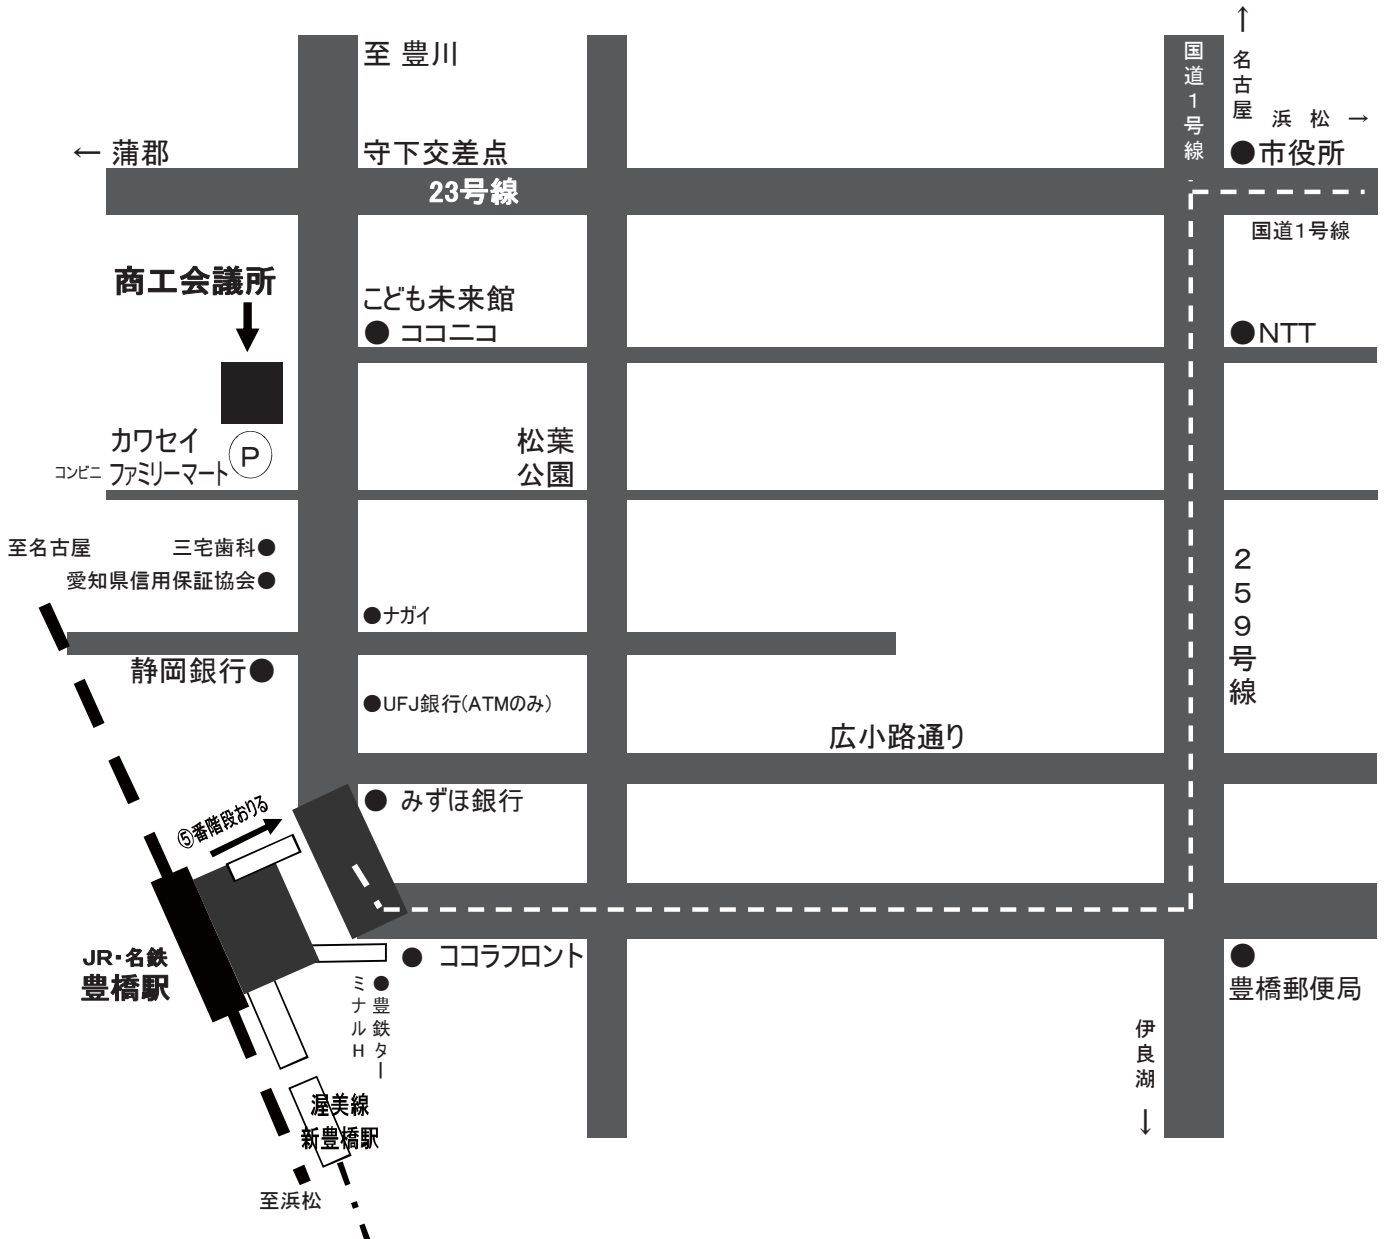 至 豊川
国道1号線
↑
名古屋
浜 松 →
← 蒲郡
守下交差点
●市役所
23号線
国道1号線
商工会議所
こども未来館
● ココニコ
●NTT
カワセイ
コンビニ ファミリーマート
P
松葉
公園
至名古屋
三宅歯科●
愛知県信用保証協会●
259号線
●ナガイ
静岡銀行●
●UFJ銀行(ATMのみ)
広小路通り
● みずほ銀行
⑤番階段おりる
JR・名鉄
豊橋駅
● ココラフロント
●豊鉄ター
ミナルH
●
豊橋郵便局
伊良湖
↓
渥美線
新豊橋駅
至浜松